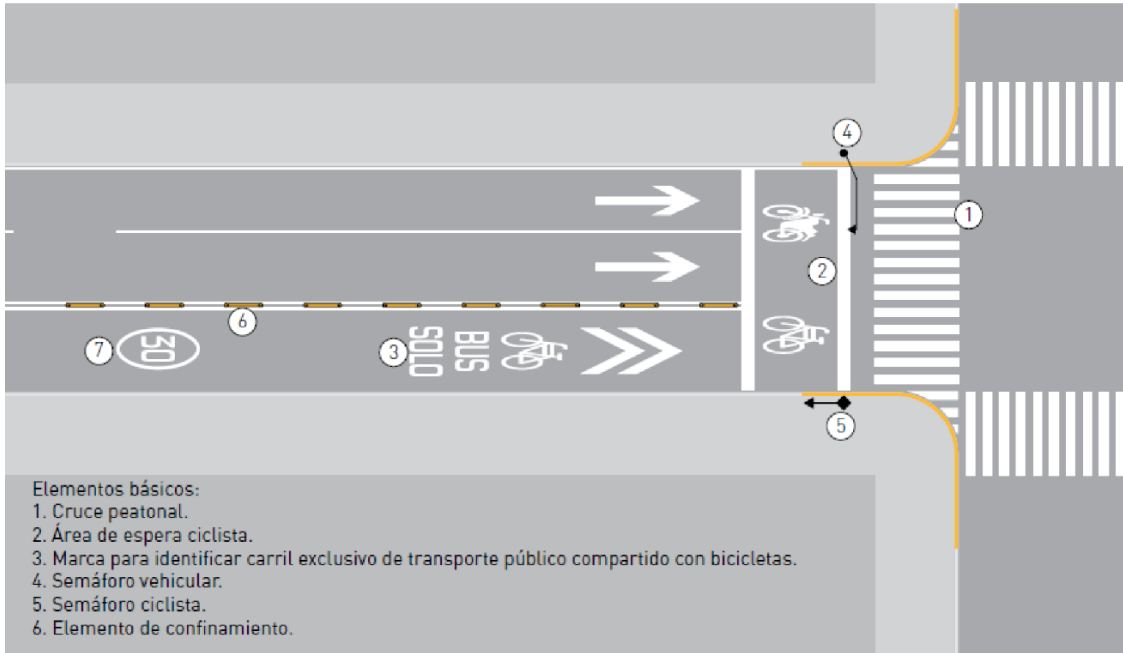 4
1
2
6
7
30
3
SOLO
BUS
5
Elementos básicos:
1. Cruce peatonal.
2. Área de espera ciclista.
3. Marca para identificar carril exclusivo de transporte público compartido con bicicletas.
4. Semáforo vehicular.
5. Semáforo ciclista.
6. Elemento de confinamiento.